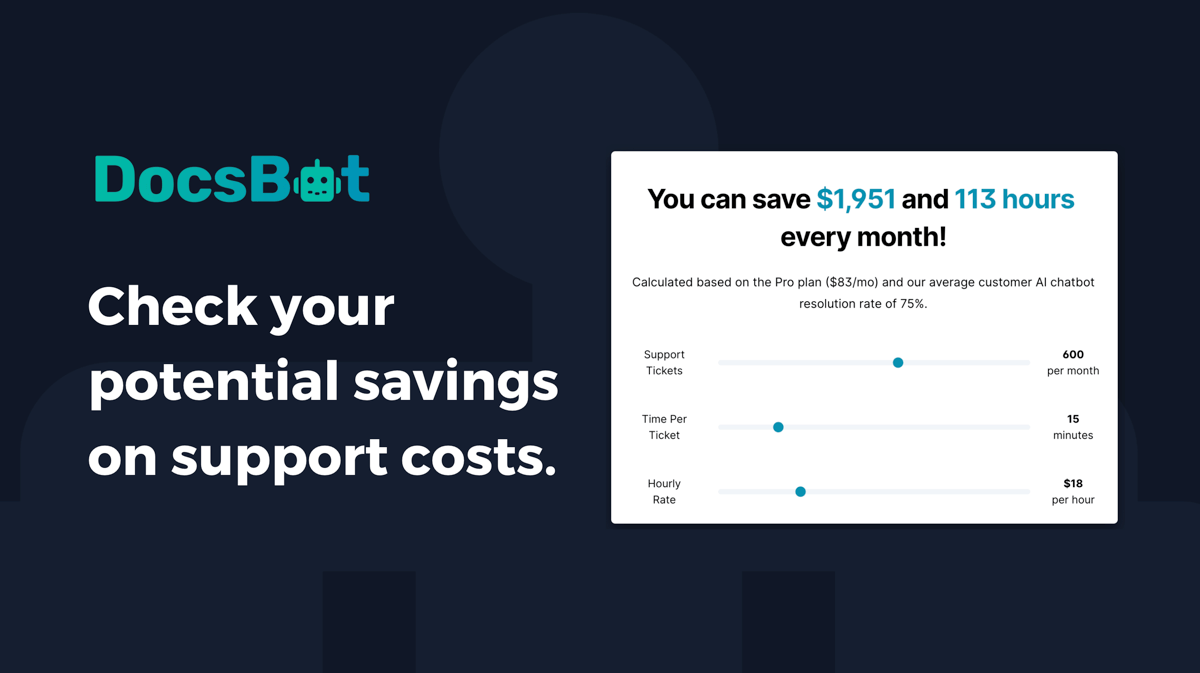 DocsBot
Check your
potential savings
on support costs.
You can save $1,951 and 113 hours
every month!
Calculated based on the Pro plan ($83/mo) and our average customer AI chatbot
resolution rate of 75%.
Support
Tickets
600
per month
Time Per
Ticket
15
minutes
Hourly
Rate
$18
per hour